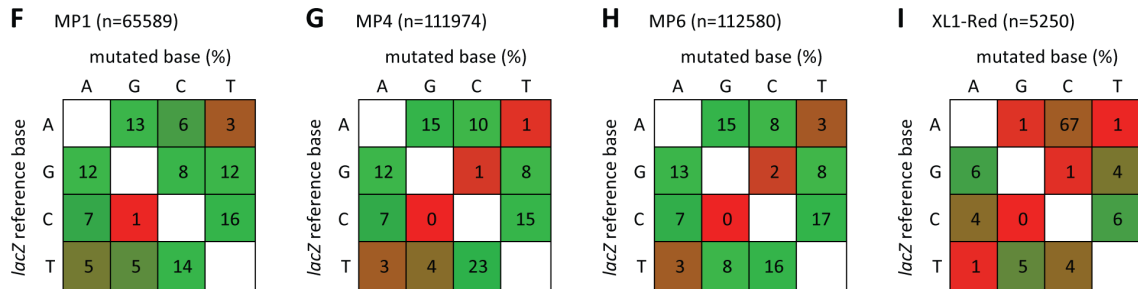 F MP1 (n=65589)
mutated base (%)
A G C T
lacZ reference base
A 13 6 3
G 12 8 12
C 7 1 16
T 5 5 14
G MP4 (n=111974)
mutated base (%)
A G C T
lacZ reference base
A 15 10 1
G 12 1 8
C 7 0 15
T 3 4 23
H MP6 (n=112580)
mutated base (%)
A G C T
lacZ reference base
A 15 8 3
G 13 2 8
C 7 0 17
T 3 8 16
I XL1-Red (n=5250)
mutated base (%)
A G C T
lacZ reference base
A 1 67 1
G 6 1 4
C 4 0 6
T 1 5 4